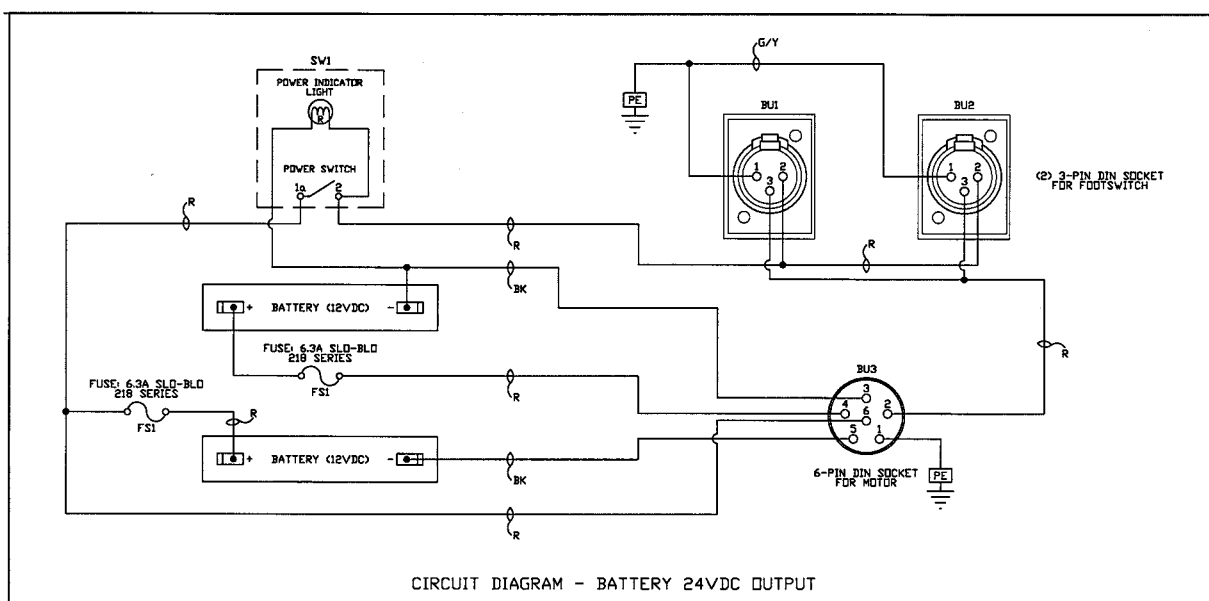 G/Y
SW1
POWER INDICATOR
LIGHT
R
PE
BU1
BU2
POWER SWITCH
1a
2
1
2
3
1
2
3
(2) 3-PIN DIN SOCKET
FOR FOOTSWITCH
R
R
R
BK
+ BATTERY (12VDC) -
FUSE: 6.3A SLO-BLO
218 SERIES
FS1
R
R
BU3
3
4
2
6
5
1
FUSE: 6.3A SLO-BLO
218 SERIES
FS1
R
+ BATTERY (12VDC) -
BK
6-PIN DIN SOCKET
FOR MOTOR
PE
R
CIRCUIT DIAGRAM - BATTERY 24VDC OUTPUT